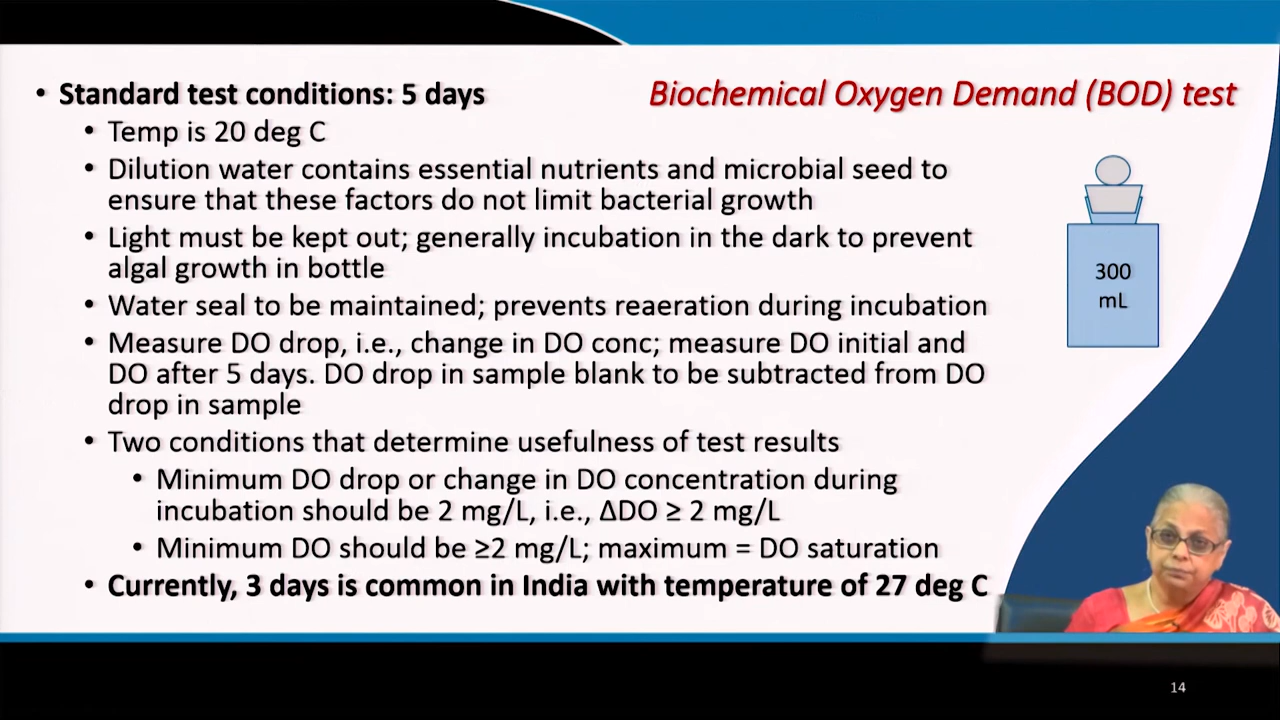 • Standard test conditions: 5 days
Biochemical Oxygen Demand (BOD) test
• Temp is 20 deg C
• Dilution water contains essential nutrients and microbial seed to
ensure that these factors do not limit bacterial growth
• Light must be kept out; generally incubation in the dark to prevent
algal growth in bottle
• Water seal to be maintained; prevents reaeration during incubation
• Measure DO drop, i.e., change in DO conc; measure DO initial and
DO after 5 days. DO drop in sample blank to be subtracted from DO
drop in sample
• Two conditions that determine usefulness of test results
• Minimum DO drop or change in DO concentration during
incubation should be 2 mg/L, i.e., ΔDO ≥ 2 mg/L
• Minimum DO should be ≥2 mg/L; maximum = DO saturation
• Currently, 3 days is common in India with temperature of 27 deg C
300
mL
14